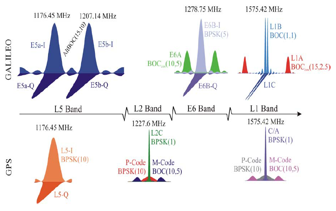 1176.45 MHz
1207.14 MHz
1278.75 MHz
1575.42 MHz
GALILEO
E5a-I
AltBOC(15,10)
E5b-I
E5a-Q
E5b-Q
E6B-I
BPSK(5)
E6A
BOCcos(10,5)
E6B-Q
L1B
BOC(1,1)
L1A
BOCcos(15,2.5)
L1C
L5 Band
L2 Band
E6 Band
L1 Band
GPS
1176.45 MHz
L5-I
BPSK(10)
L5-Q
1227.6 MHz
L2C
BPSK(1)
P-Code
BPSK(10)
M-Code
BOC(10,5)
1575.42 MHz
C/A
BPSK(1)
P-Code
BPSK(10)
M-Code
BOC(10,5)